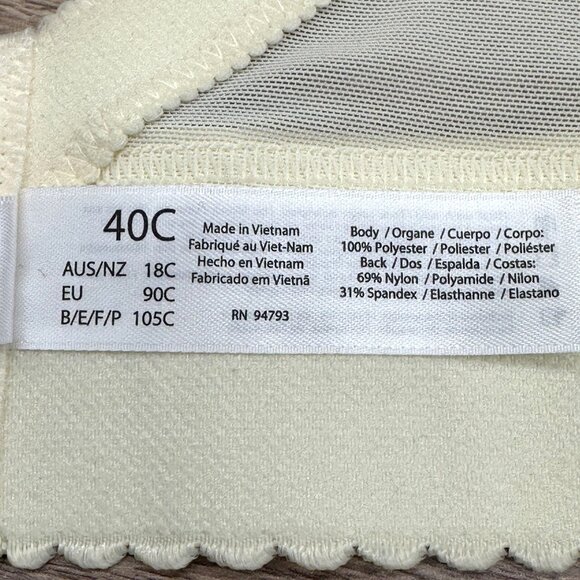 40C
AUS/NZ 18C
EU 90C
B/E/F/P 105C
Made in Vietnam
Fabriqué au Viet-Nam
Hecho en Vietnam
Fabricado em Vietnã
RN 94793
Body / Organe / Cuerpo / Corpo:
100% Polyester / Poliester / Poliéster
Back / Dos / Espalda / Costas:
69% Nylon / Polyamide / Nilon
31% Spandex / Elasthanne / Elastano